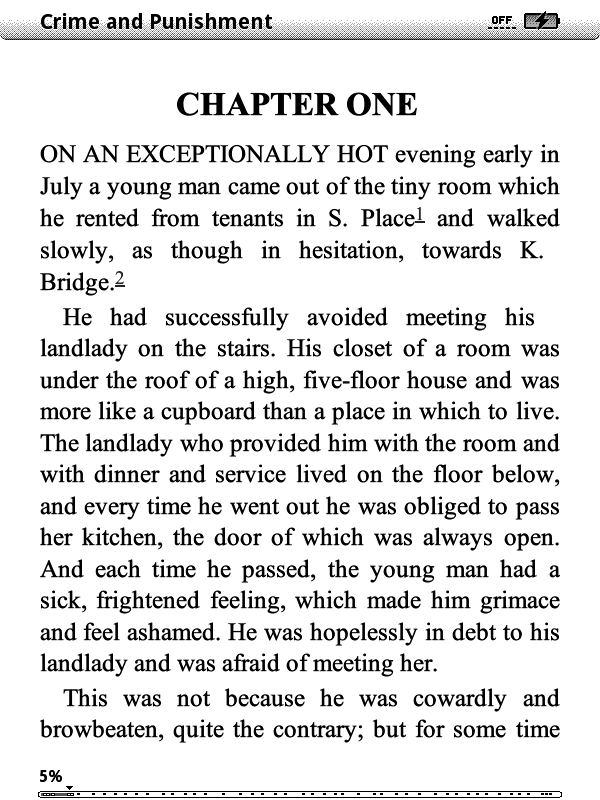 Crime and Punishment
OFF
CHAPTER ONE
ON AN EXCEPTIONALLY HOT evening early in
July a young man came out of the tiny room which
he rented from tenants in S. Place1 and walked
slowly, as though in hesitation, towards K.
Bridge.2
He had successfully avoided meeting his
landlady on the stairs. His closet of a room was
under the roof of a high, five-floor house and was
more like a cupboard than a place in which to live.
The landlady who provided him with the room and
with dinner and service lived on the floor below,
and every time he went out he was obliged to pass
her kitchen, the door of which was always open.
And each time he passed, the young man had a
sick, frightened feeling, which made him grimace
and feel ashamed. He was hopelessly in debt to his
landlady and was afraid of meeting her.
This was not because he was cowardly and
browbeaten, quite the contrary; but for some time
5%